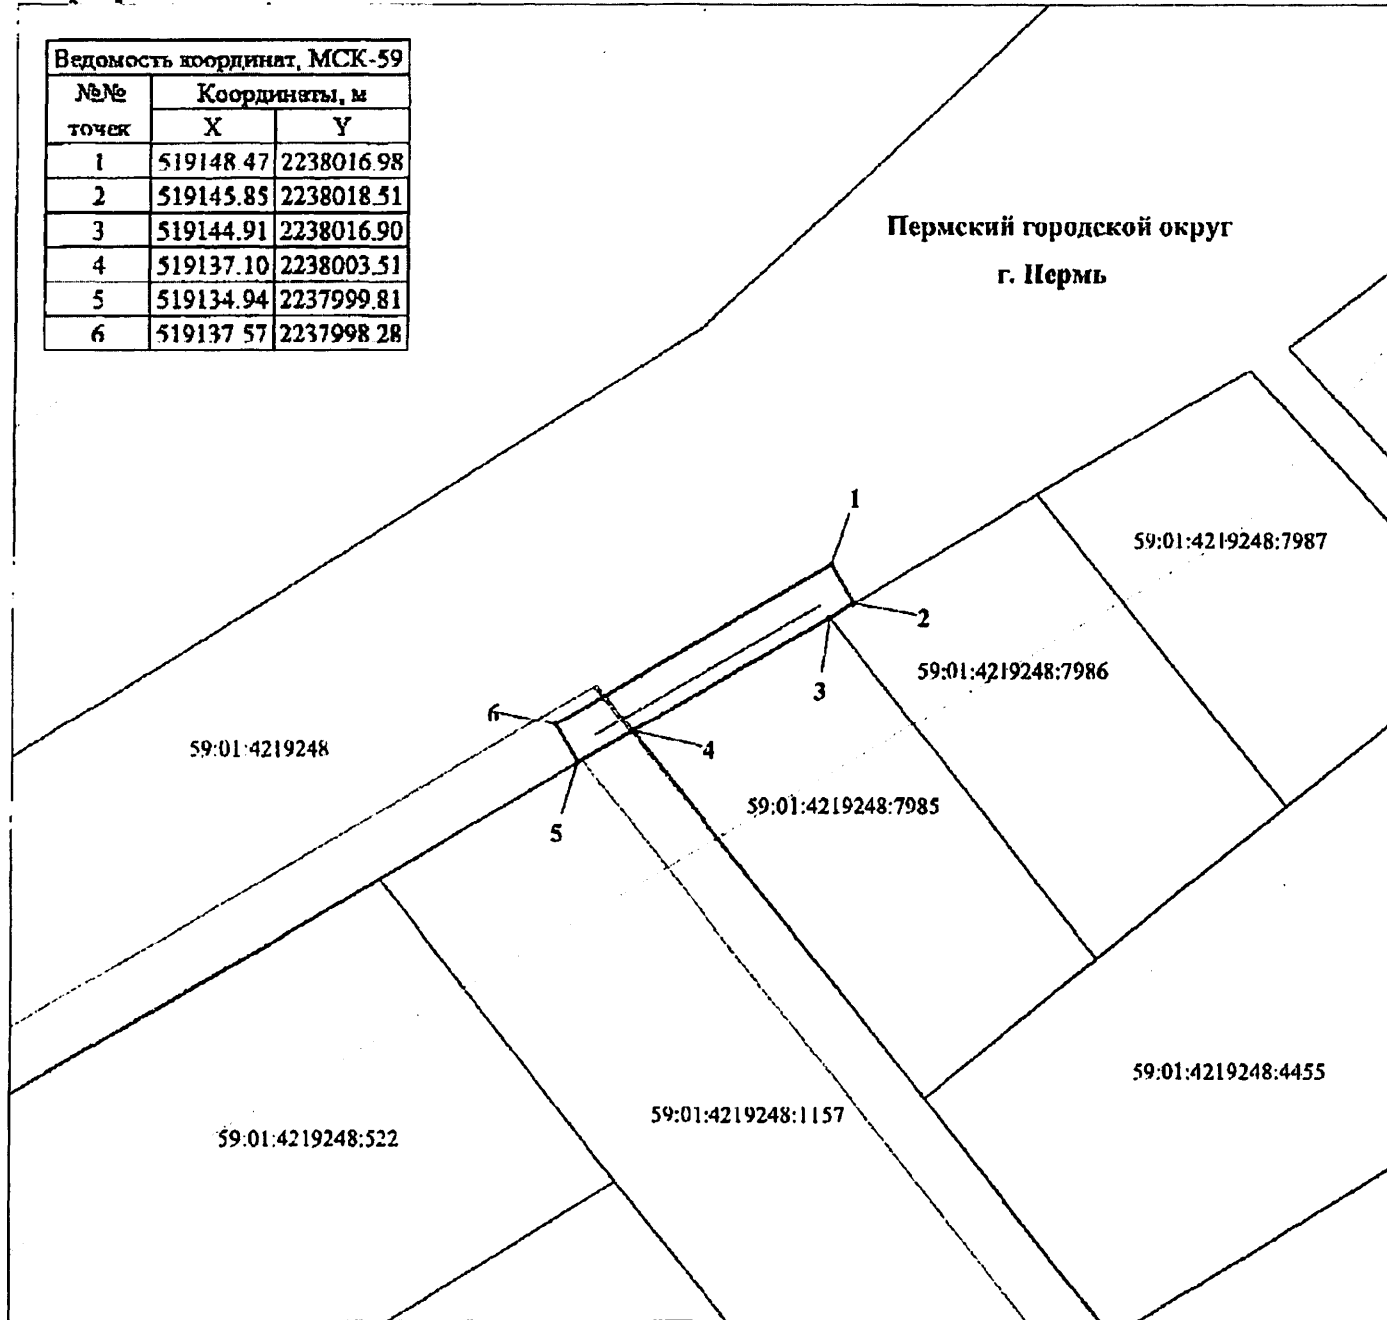 Ведомость координат, МСК-59
№№ точек Координаты, м
X Y
1 519148.47 2238016.98
2 519145.85 2238018.51
3 519144.91 2238016.90
4 519137.10 2238003.51
5 519134.94 2237999.81
6 519137 57 2237998 28
Пермский городской округ
г. Пермь
1
59:01:4219248:7987
2
59:01:4219248:7986
3
6
59:01:4219248
4
59:01:4219248:7985
5
59:01:4219248:4455
59:01:4219248:1157
59:01:4219248:522